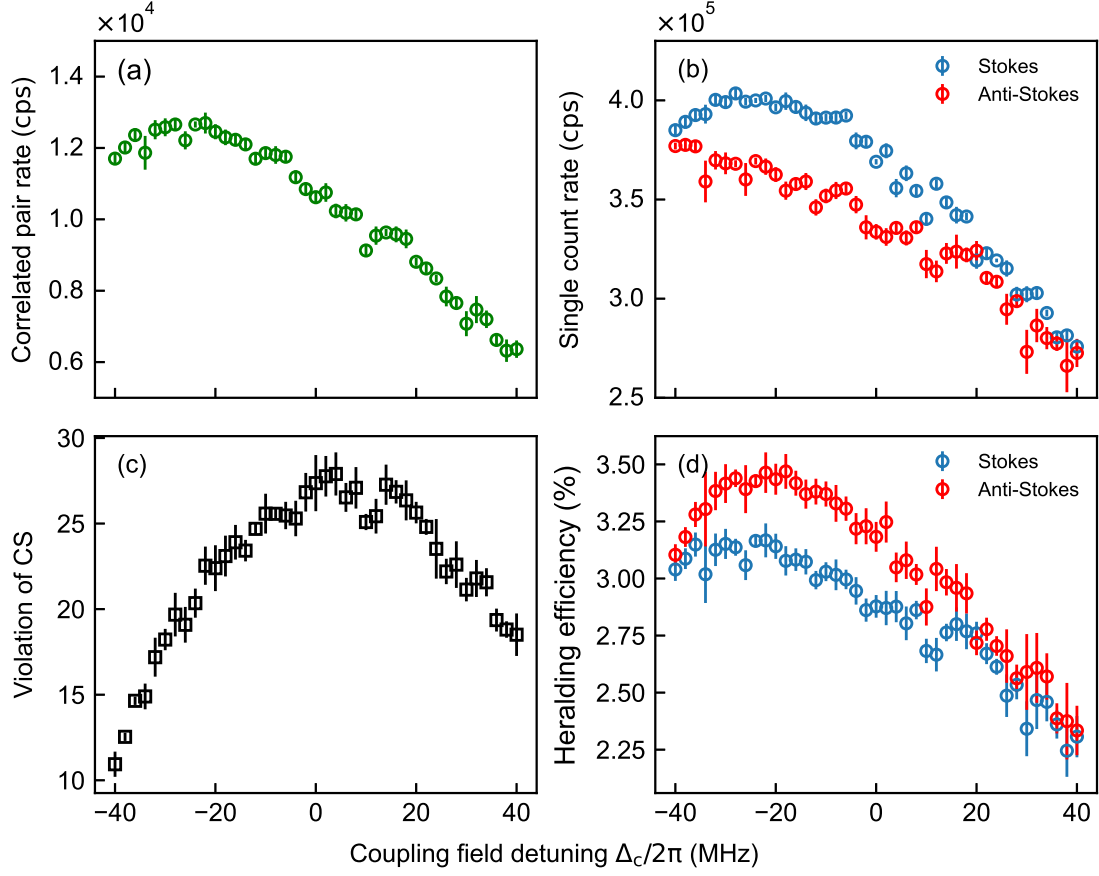 ×10⁴
(a)
Correlated pair rate (cps)
1.4
1.2
1.0
0.8
0.6
×10⁵
(b)
Stokes
Anti-Stokes
Single count rate (cps)
4.0
3.5
3.0
2.5
(c)
Violation of CS
30
25
20
15
10
−40
−20
0
20
40
(d)
Stokes
Anti-Stokes
Heralding efficiency (%)
3.50
3.25
3.00
2.75
2.50
2.25
−40
−20
0
20
40
Coupling field detuning Δc/2π (MHz)